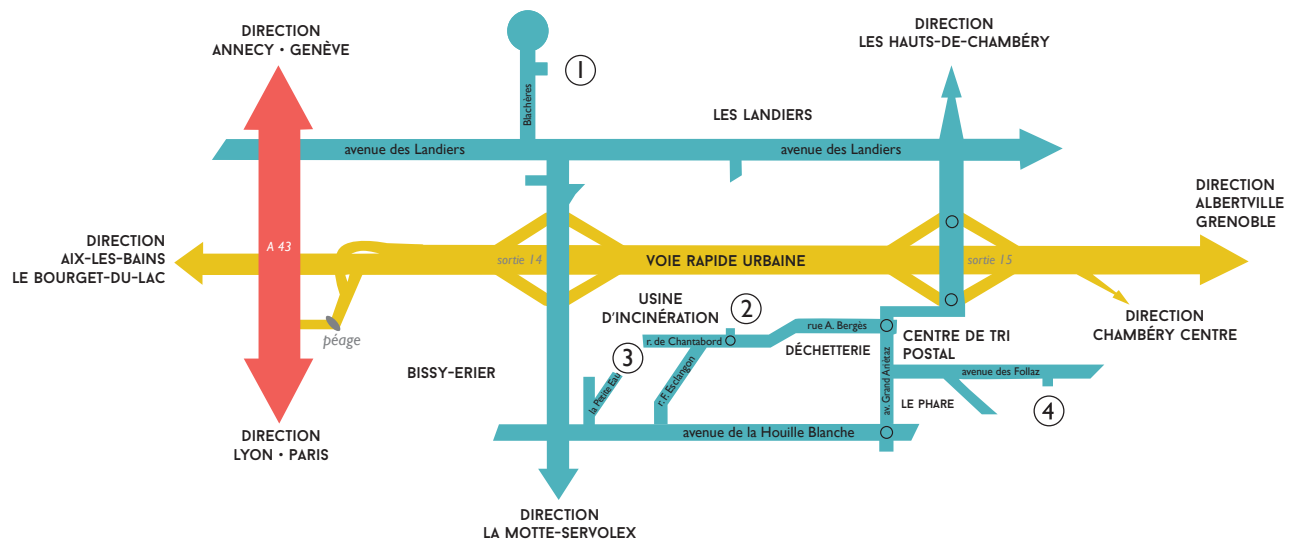 DIRECTION
ANNECY • GENÈVE
DIRECTION
LES HAUTS-DE-CHAMBÉRY
1
Blachères
LES LANDIERS
avenue des Landiers
avenue des Landiers
DIRECTION
ALBERTVILLE
GRENOBLE
DIRECTION
AIX-LES-BAINS
LE BOURGET-DU-LAC
A 43
sortie 14
VOIE RAPIDE URBAINE
sortie 15
péage
USINE
D'INCINÉRATION
2
rue A. Bergès
r. de Chantabord
DÉCHETTERIE
CENTRE DE TRI
POSTAL
DIRECTION
CHAMBÉRY CENTRE
3
BISSY-ERIER
la Petite Eau
r. F. Esclangon
av. Grand Ariétaz
avenue des Follaz
LE PHARE
4
avenue de la Houille Blanche
DIRECTION
LYON • PARIS
DIRECTION
LA MOTTE-SERVOLEX